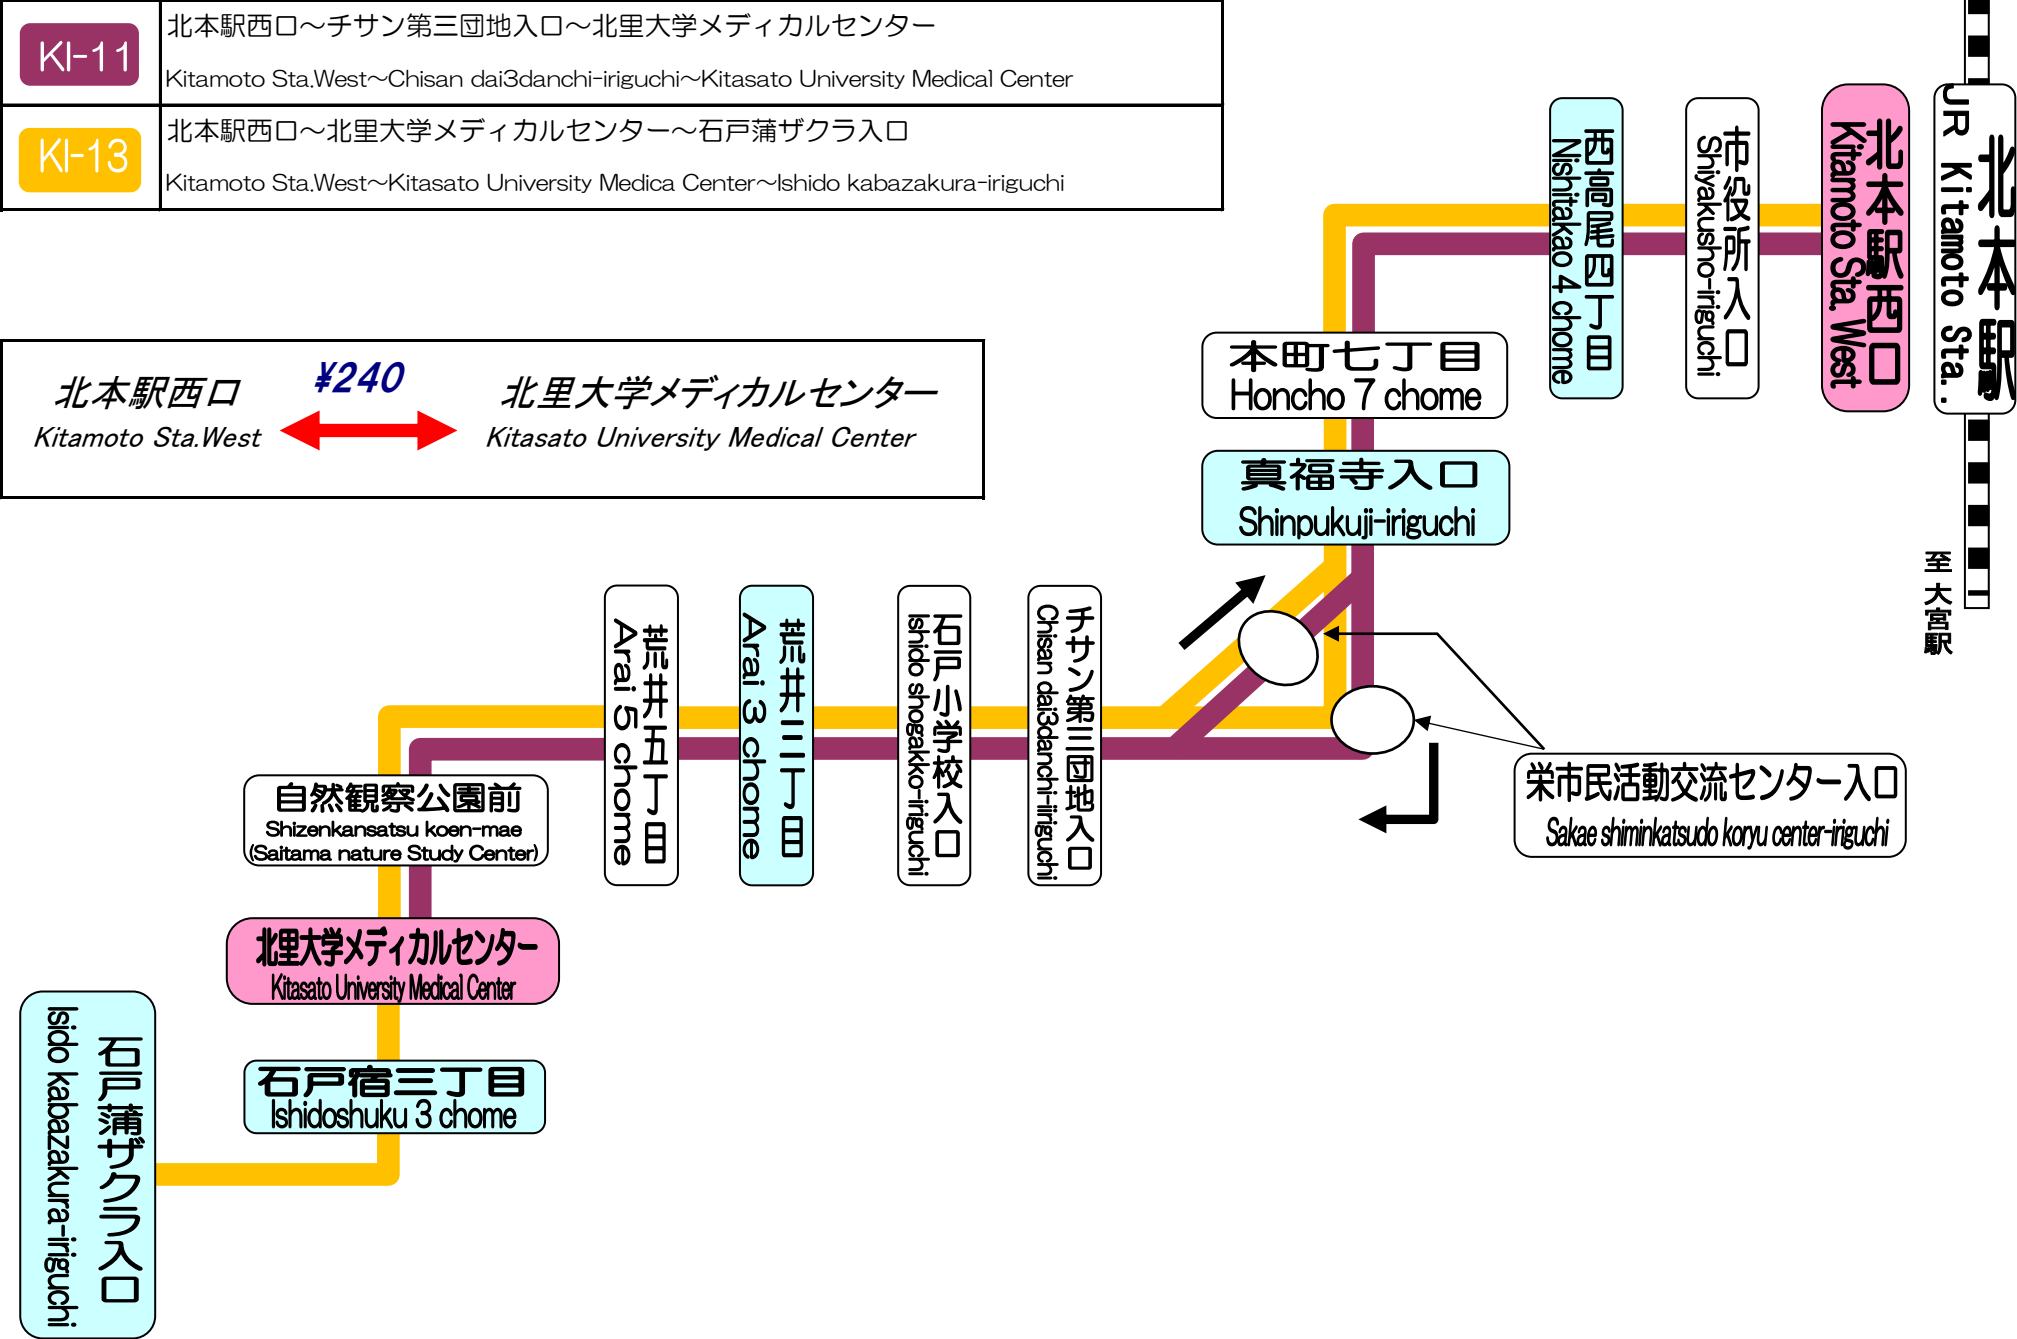 KI-11
北本駅西口～チサン第三団地入口～北里大学メディカルセンター
Kitamoto Sta.West～Chisan dai3danchi-iriguchi～Kitasato University Medical Center
KI-13
北本駅西口～北里大学メディカルセンター～石戸蒲ザクラ入口
Kitamoto Sta.West～Kitasato University Medica Center～Ishido kabazakura-iriguchi
北本駅
JR Kitamoto Sta..
北本駅西口
Kitamoto Sta. West
市役所入口
Shiyakusho-iriguchi
西高尾四丁目
Nishitakao 4 chome
¥240
北本駅西口
Kitamoto Sta.West
北里大学メディカルセンター
Kitasato University Medical Center
本町七丁目
Honcho 7 chome
真福寺入口
Shinpukuji-iriguchi
至 大宮駅
チサン第三団地入口
Chisan dai3danchi-iiriguchi
石戸小学校入口
Ishido shogakko-iriguchi
荒井三丁目
Arai 3 chome
荒井五丁目
Arai 5 chome
栄市民活動交流センター入口
Sakae shiminkatsudo koryu center-iriguchi
自然観察公園前
Shizenkansatsu koen-mae
(Saitama nature Study Center)
北里大学メディカルセンター
Kitasato University Medical Center
石戸宿三丁目
Ishidoshuku 3 chome
石戸蒲ザクラ入口
Isido kabazakura-iriguchi